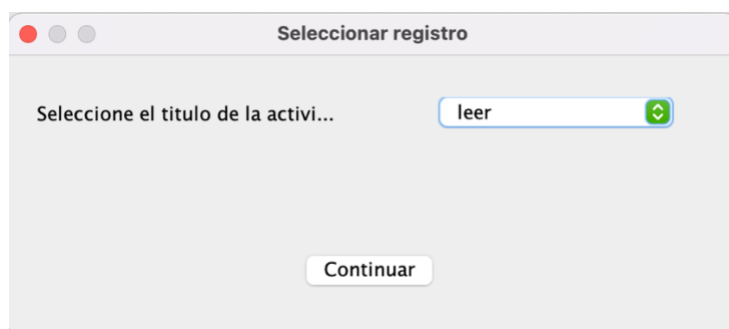 Seleccionar registro
Seleccione el titulo de la activi... leer
Continuar